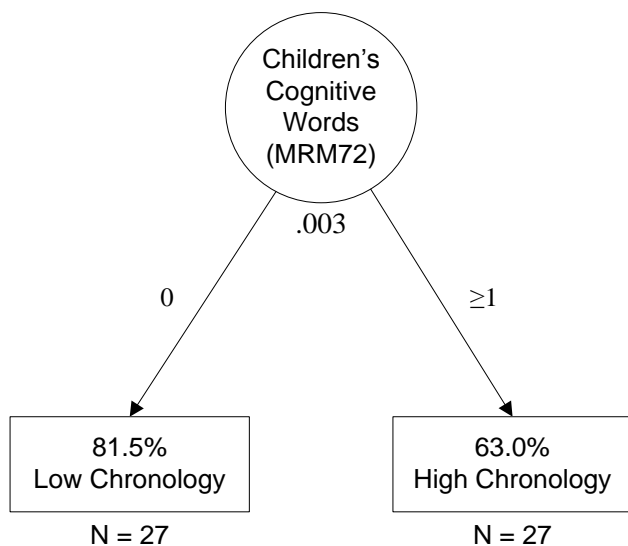 Children’s
Cognitive
Words
(MRM72)
.003
0
≥1
81.5%
Low Chronology
63.0%
High Chronology
N = 27
N = 27